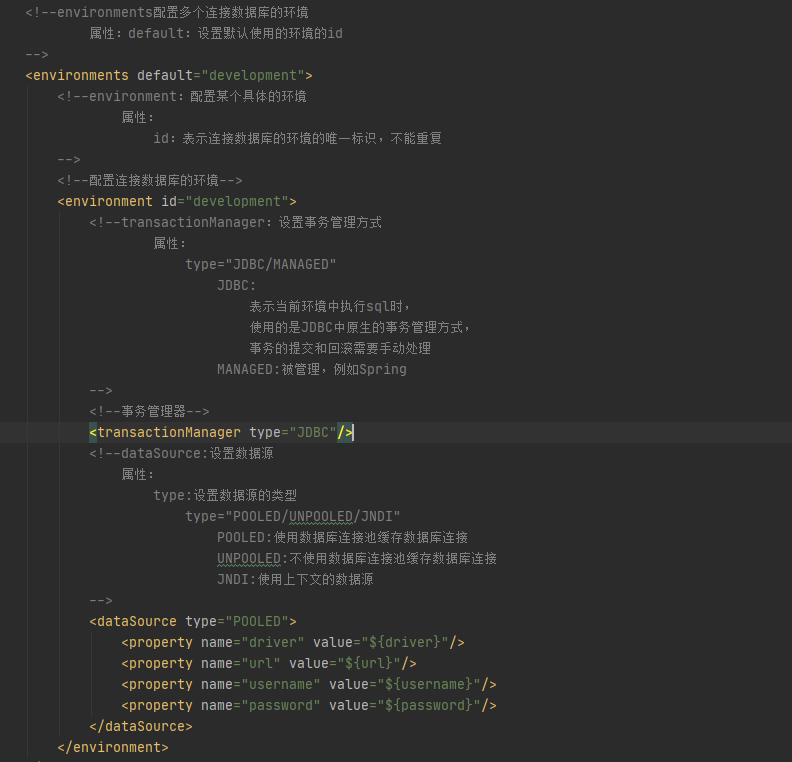 <!--environments配置多个连接数据库的环境
属性：default：设置默认使用的环境的id
-->
<environments default="development">
<!--environment：配置某个具体的环境
属性：
id：表示连接数据库的环境的唯一标识，不能重复
-->
<!--配置连接数据库的环境-->
<environment id="development">
<!--transactionManager：设置事务管理方式
属性：
type="JDBC/MANAGED"
JDBC：
表示当前环境中执行sql时，
使用的是JDBC中原生的事务管理方式，
事务的提交和回滚需要手动处理
MANAGED:被管理，例如Spring
-->
<!--事务管理器-->
<transactionManager type="JDBC"/>
<!--dataSource:设置数据源
属性：
type:设置数据源的类型
type="POOLED/UNPOOLED/JNDI"
POOLED:使用数据库连接池缓存数据库连接
UNPOOLED:不使用数据库连接池缓存数据库连接
JNDI:使用上下文的数据源
-->
<dataSource type="POOLED">
<property name="driver" value="${driver}"/>
<property name="url" value="${url}"/>
<property name="username" value="${username}"/>
<property name="password" value="${password}"/>
</dataSource>
</environment>